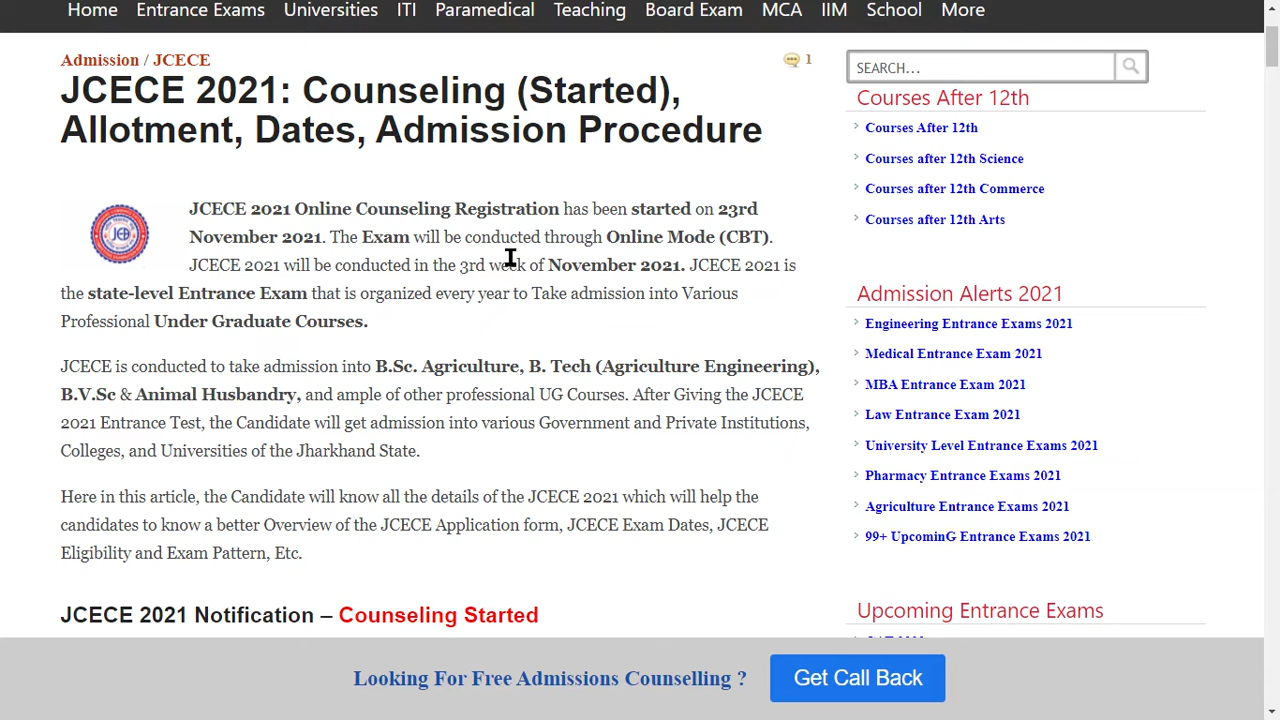 Home Entrance Exams Universities ITI Paramedical Teaching Board Exam MCA IIM School More
Admission / JCECE
1
JCECE 2021: Counseling (Started),
Allotment, Dates, Admission Procedure
JCECE 2021 Online Counseling Registration has been started on 23rd
November 2021. The Exam will be conducted through Online Mode (CBT).
JCECE 2021 will be conducted in the 3rd week of November 2021. JCECE 2021 is
the state-level Entrance Exam that is organized every year to Take admission into Various
Professional Under Graduate Courses.
JCECE is conducted to take admission into B.Sc. Agriculture, B. Tech (Agriculture Engineering),
B.V.Sc & Animal Husbandry, and ample of other professional UG Courses. After Giving the JCECE
2021 Entrance Test, the Candidate will get admission into various Government and Private Institutions,
Colleges, and Universities of the Jharkhand State.
Here in this article, the Candidate will know all the details of the JCECE 2021 which will help the
candidates to know a better Overview of the JCECE Application form, JCECE Exam Dates, JCECE
Eligibility and Exam Pattern, Etc.
JCECE 2021 Notification – Counseling Started
SEARCH...
Courses After 12th
Courses After 12th
Courses after 12th Science
Courses after 12th Commerce
Courses after 12th Arts
Admission Alerts 2021
Engineering Entrance Exams 2021
Medical Entrance Exam 2021
MBA Entrance Exam 2021
Law Entrance Exam 2021
University Level Entrance Exams 2021
Pharmacy Entrance Exams 2021
Agriculture Entrance Exams 2021
99+ UpcominG Entrance Exams 2021
Upcoming Entrance Exams
Looking For Free Admissions Counselling ? Get Call Back